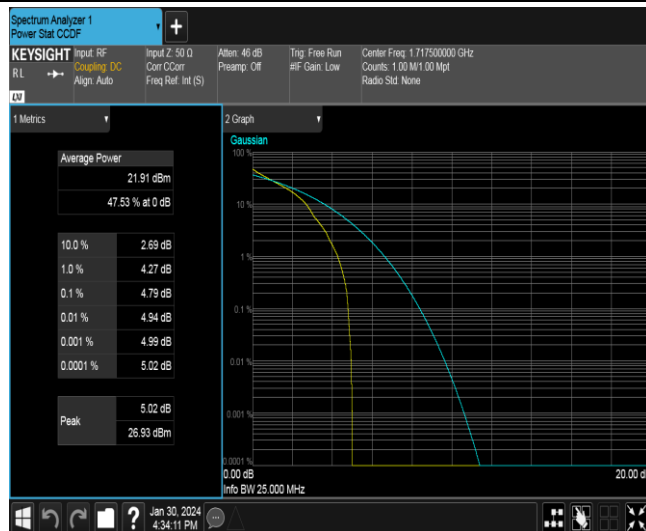 Spectrum Analyzer 1
Power Stat CCDF
+
KEYSIGHT
RL
Input: RF
Coupling: DC
Align: Auto
Input Z: 50 Ω
Corr CCorr
Freq Ref: Int (S)
Atten: 46 dB
Preamp: Off
Trig: Free Run
#IF Gain: Low
Center Freq: 1.717500000 GHz
Counts: 1.00 M/1.00 Mpt
Radio Std: None
1 Metrics
Average Power
21.91 dBm
47.53 % at 0 dB
10.0 % 2.69 dB
1.0 % 4.27 dB
0.1 % 4.79 dB
0.01 % 4.94 dB
0.001 % 4.99 dB
0.0001 % 5.02 dB
Peak
5.02 dB
26.93 dBm
2 Graph
Gaussian
100 %
10 %
1 %
0.1 %
0.01 %
0.001 %
0.0001 %
0.00 dB
20.00 d
Info BW 25.000 MHz
?
Jan 30, 2024
4:34:11 PM